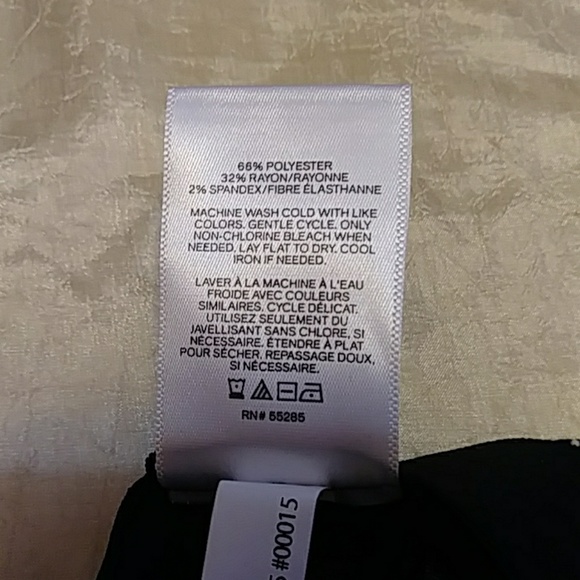 66% POLYESTER
32% RAYON/RAYONNE
2% SPANDEX/FIBRE ÉLASTHANNE
MACHINE WASH COLD WITH LIKE
COLORS. GENTLE CYCLE. ONLY
NON-CHLORINE BLEACH WHEN
NEEDED. LAY FLAT TO DRY. COOL
IRON IF NEEDED.
LAVER À LA MACHINE À L'EAU
FROIDE AVEC COULEURS
SIMILAIRES. CYCLE DÉLICAT.
UTILISEZ SEULEMENT DU
JAVELLISANT SANS CHLORE, SI
NÉCESSAIRE. ÉTENDRE À PLAT
POUR SÉCHER. REPASSAGE DOUX,
SI NÉCESSAIRE.
RN# 55285
#00015